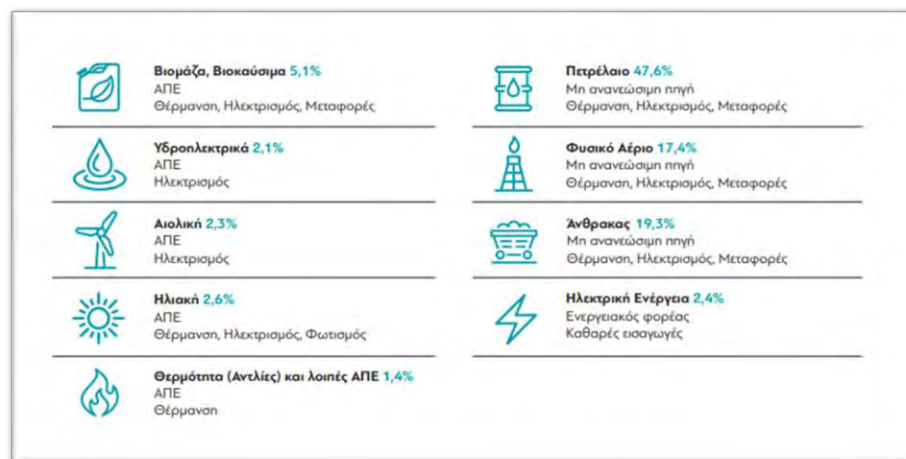 Βιομάζα, Βιοκαύσιμα 5,1%
ΑΠΕ
Θέρμανση, Ηλεκτρισμός, Μεταφορές
Υδροηλεκτρικά 2,1%
ΑΠΕ
Ηλεκτρισμός
Αιολική 2,3%
ΑΠΕ
Ηλεκτρισμός
Ηλιακή 2,6%
ΑΠΕ
Θέρμανση, Ηλεκτρισμός, Φωτισμός
Θερμότητα (Αντλίες) και λοιπές ΑΠΕ 1,4%
ΑΠΕ
Θέρμανση
Πετρέλαιο 47,6%
Μη ανανεώσιμη πηγή
Θέρμανση, Ηλεκτρισμός, Μεταφορές
Φυσικό Αέριο 17,4%
Μη ανανεώσιμη πηγή
Θέρμανση, Ηλεκτρισμός, Μεταφορές
Άνθρακας 19,3%
Μη ανανεώσιμη πηγή
Θέρμανση, Ηλεκτρισμός, Μεταφορές
Ηλεκτρική Ενέργεια 2,4%
Ενεργειακός φορέας
Καθαρές εισαγωγές